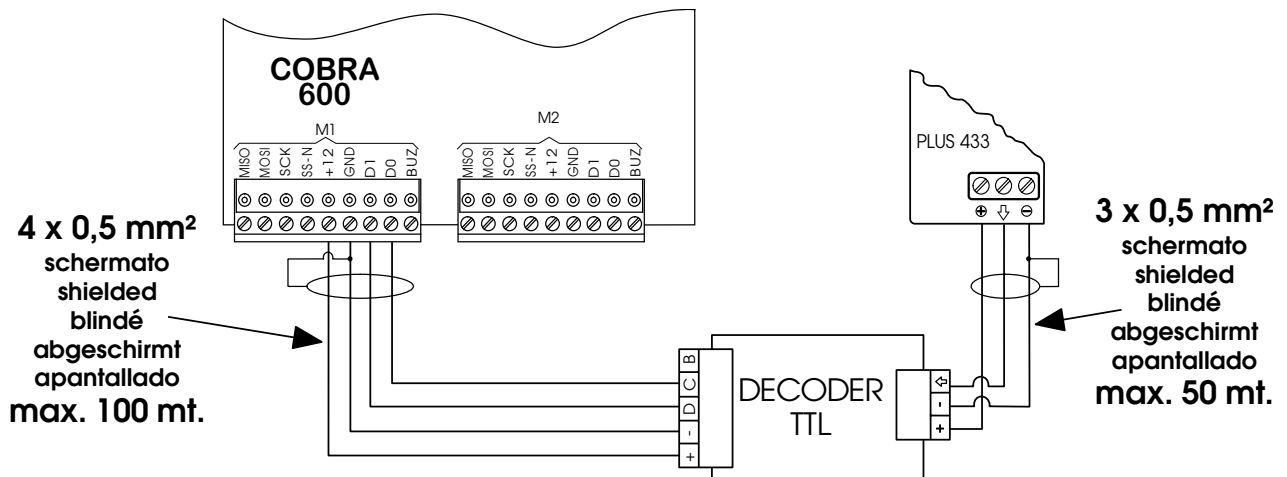 COBRA
600
M1
M2
MISO
MOSI
SCK
SS-N
+12
GND
D1
D0
BUZ
MISO
MOSI
SCK
SS-N
+12
GND
D1
D0
BUZ
PLUS 433
4 x 0,5 mm²
schermato
shielded
blindé
abgeschirmt
apantallado
max. 100 mt.
3 x 0,5 mm²
schermato
shielded
blindé
abgeschirmt
apantallado
max. 50 mt.
B
C
D
-
+
DECODER
TTL
-
+